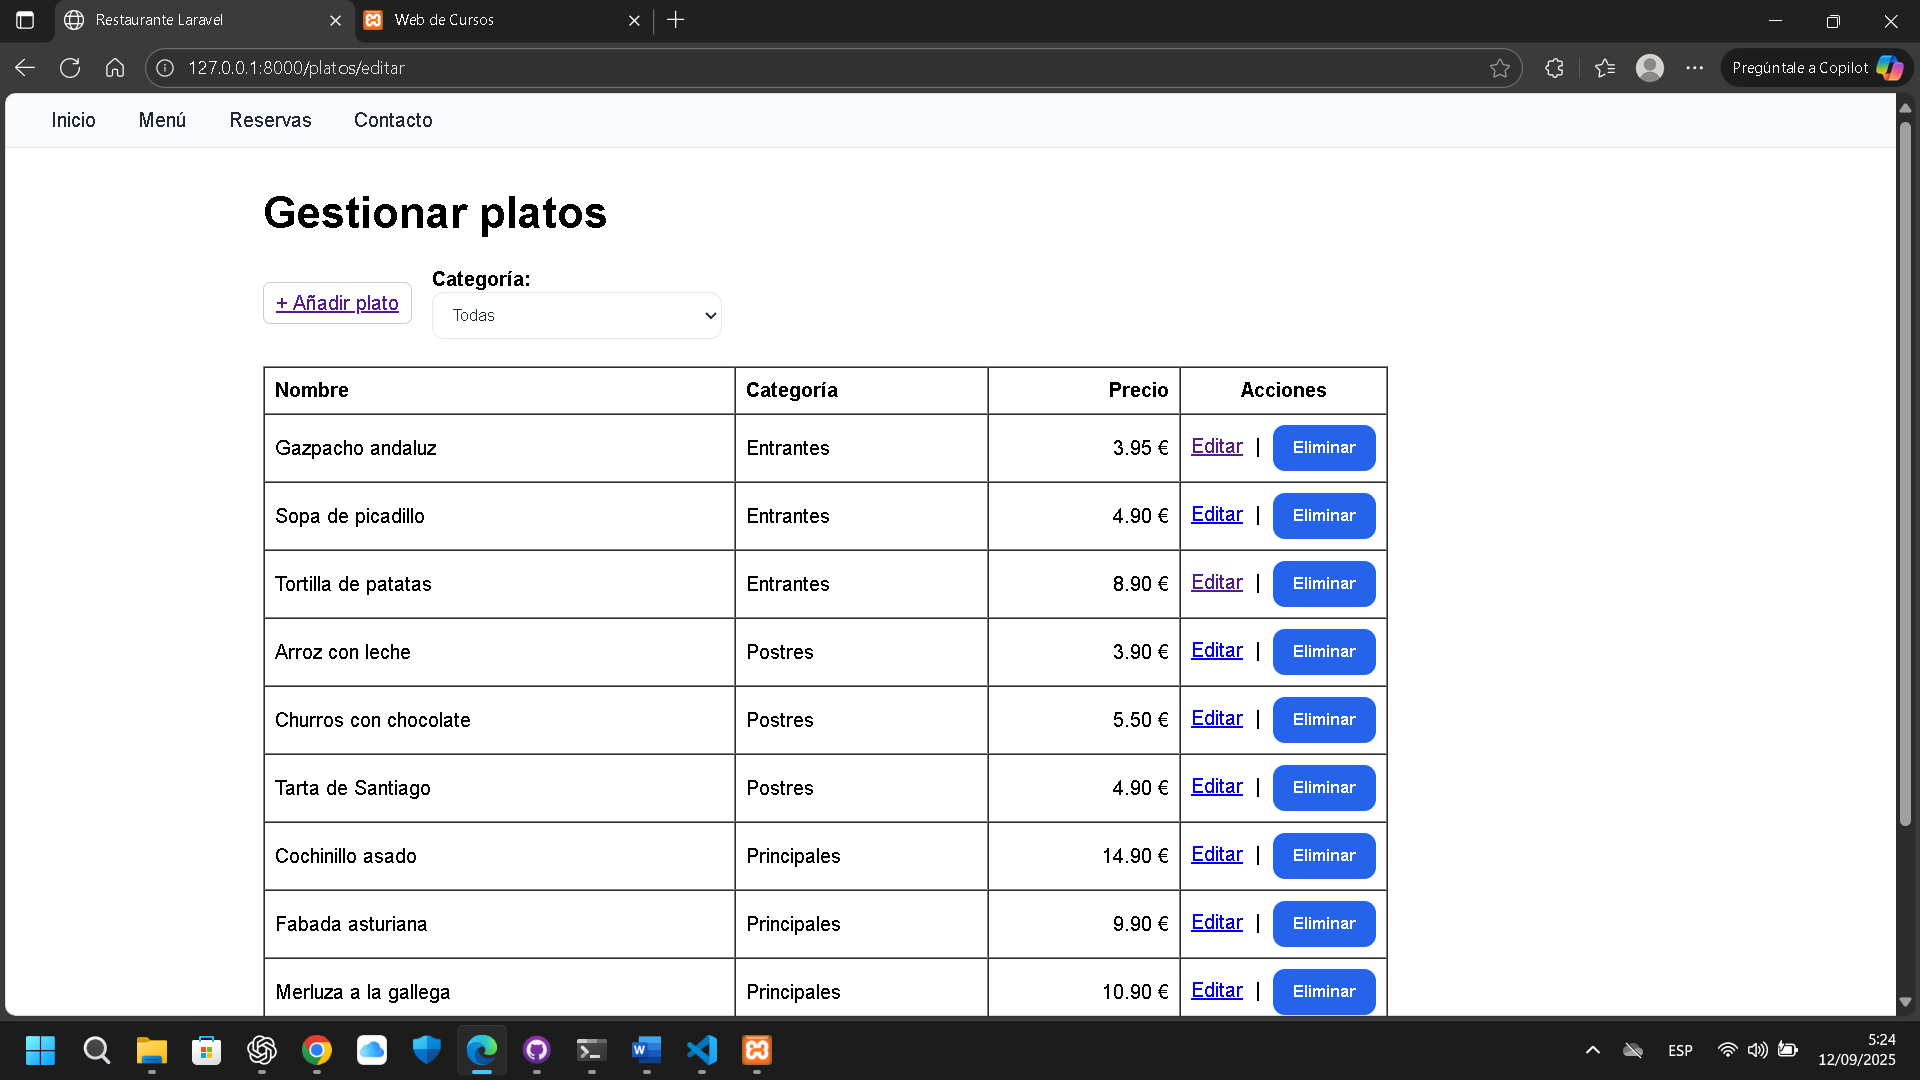 Restaurante Laravel
Web de Cursos
127.0.0.1:8000/platos/editar
Pregúntale a Copilot
Inicio Menú Reservas Contacto
Gestionar platos
+ Añadir plato
Categoría:
Todas
Nombre Categoría Precio Acciones
Gazpacho andaluz Entrantes 3.95 € Editar | Eliminar
Sopa de picadillo Entrantes 4.90 € Editar | Eliminar
Tortilla de patatas Entrantes 8.90 € Editar | Eliminar
Arroz con leche Postres 3.90 € Editar | Eliminar
Churros con chocolate Postres 5.50 € Editar | Eliminar
Tarta de Santiago Postres 4.90 € Editar | Eliminar
Cochinillo asado Principales 14.90 € Editar | Eliminar
Fabada asturiana Principales 9.90 € Editar | Eliminar
Merluza a la gallega Principales 10.90 € Editar | Eliminar
ESP
5:24
12/09/2025